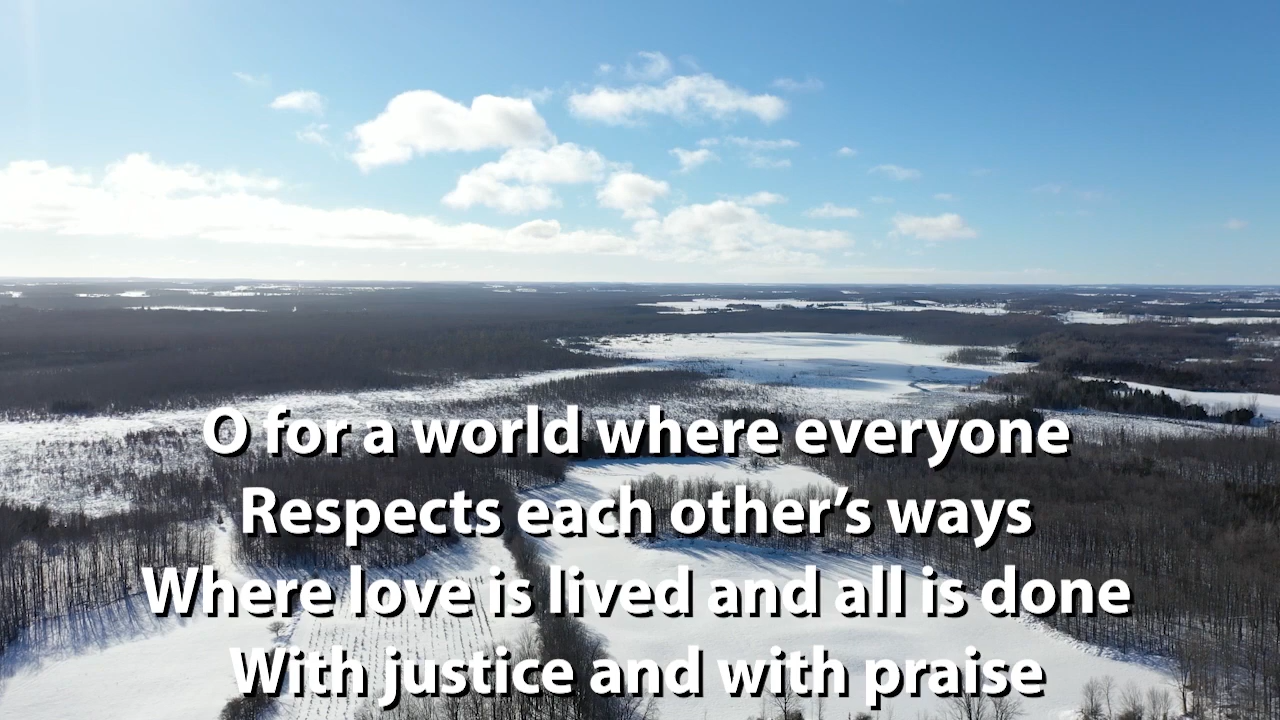 O for a world where everyone
Respects each other’s ways
Where love is lived and all is done
With justice and with praise